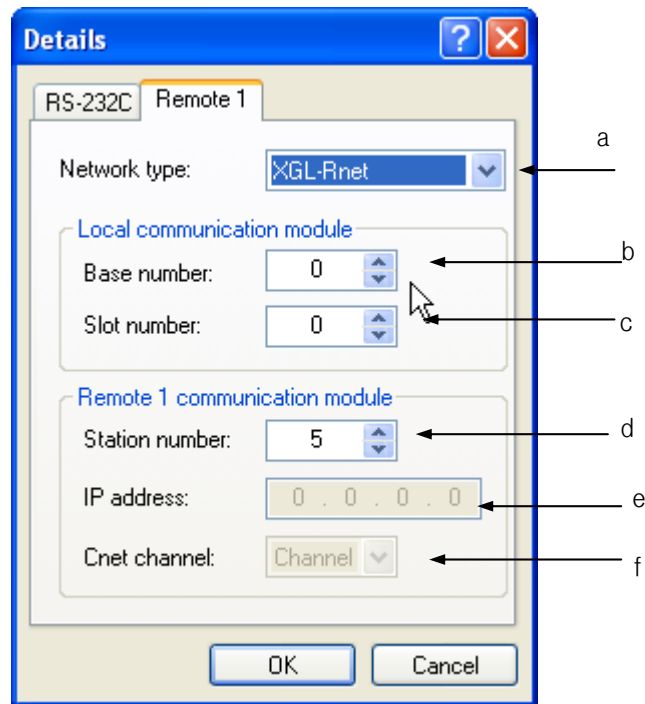 Details
RS-232C Remote 1
Network type: XGL-Rnet a
Local communication module
Base number: 0 b
Slot number: 0 c
Remote 1 communication module
Station number: 5 d
IP address: 0 . 0 . 0 . 0 e
Cnet channel: Channel f
OK Cancel